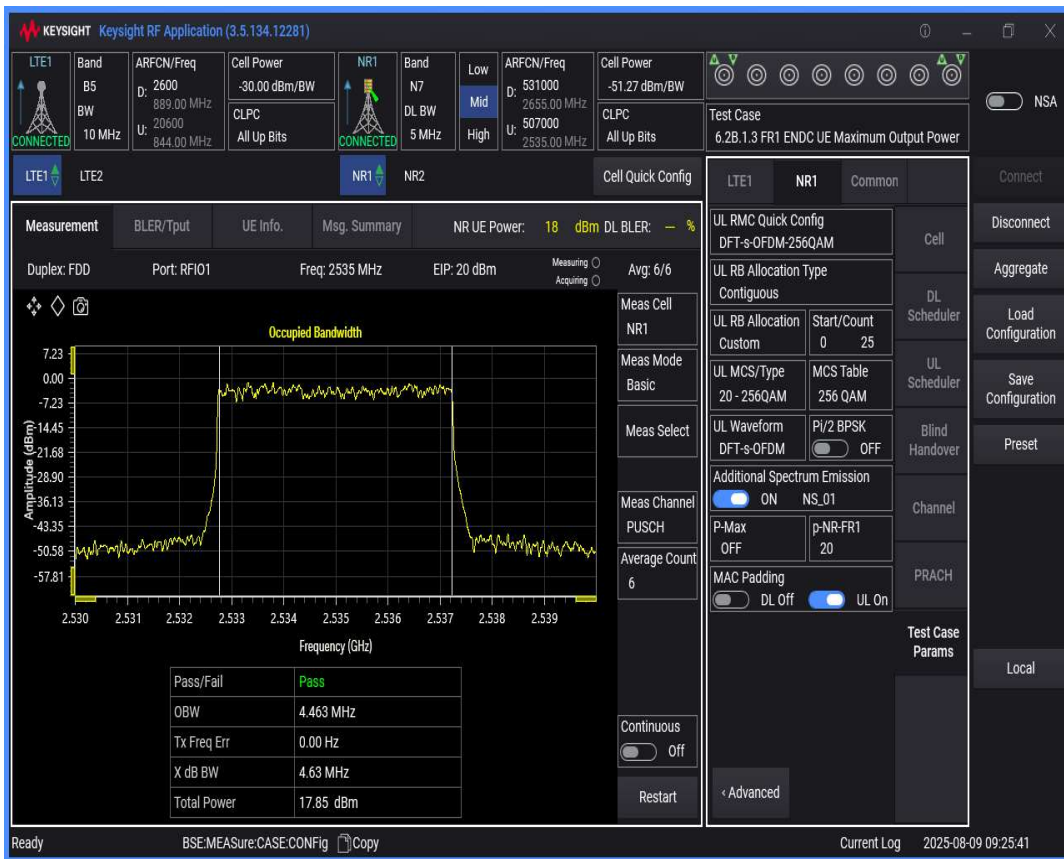 KEYSIGHT Keysight RF Application (3.5.134.12281)
LTE1 Band ARFCN/Freq Cell Power NR1 Band Low ARFCN/Freq Cell Power
B5 D: 2600 -30.00 dBm/BW N7 D: 531000 -51.27 dBm/BW
889.00 MHz Mid 2655.00 MHz NSA
BW U: 20600 CLPC DL BW U: 507000 CLPC Test Case
CONNECTED 10 MHz 844.00 MHz All Up Bits CONNECTED 5 MHz High 2535.00 MHz All Up Bits 6.2B.1.3 FR1 ENDC UE Maximum Output Power
LTE1 LTE2 NR1 NR2 Cell Quick Config LTE1 NR1 Common Connect
Measurement BLER/Tput UE Info. Msg. Summary NR UE Power: 18 dBm DL BLER: — %
Duplex: FDD Port: RFIO1 Freq: 2535 MHz EIP: 20 dBm Measuring Acquiring Avg: 6/6
Occupied Bandwidth
7.23
0.00
-7.23
-14.45
-21.68
-28.90
-36.13
-43.35
-50.58
-57.81
Amplitude (dBm)
2.530 2.531 2.532 2.533 2.534 2.535 2.536 2.537 2.538 2.539
Frequency (GHz)
Pass/Fail Pass
OBW 4.463 MHz
Tx Freq Err 0.00 Hz
X dB BW 4.63 MHz
Total Power 17.85 dBm
Meas Cell
NR1
Meas Mode
Basic
Meas Select
Meas Channel
PUSCH
Average Count
6
Continuous
Off
Restart
UL RMC Quick Config
DFT-s-OFDM-256QAM
UL RB Allocation Type
Contiguous
UL RB Allocation Start/Count
Custom 0 25
UL MCS/Type MCS Table
20 - 256QAM 256 QAM
UL Waveform Pi/2 BPSK
DFT-s-OFDM OFF
Additional Spectrum Emission
ON NS_01
P-Max p-NR-FR1
OFF 20
MAC Padding
DL Off UL On
‹ Advanced
Cell
DL
Scheduler
UL
Scheduler
Blind
Handover
Channel
PRACH
Test Case
Params
Disconnect
Aggregate
Load
Configuration
Save
Configuration
Preset
Local
Ready BSE:MEASure:CASE:CONFig Copy Current Log 2025-08-09 09:25:41